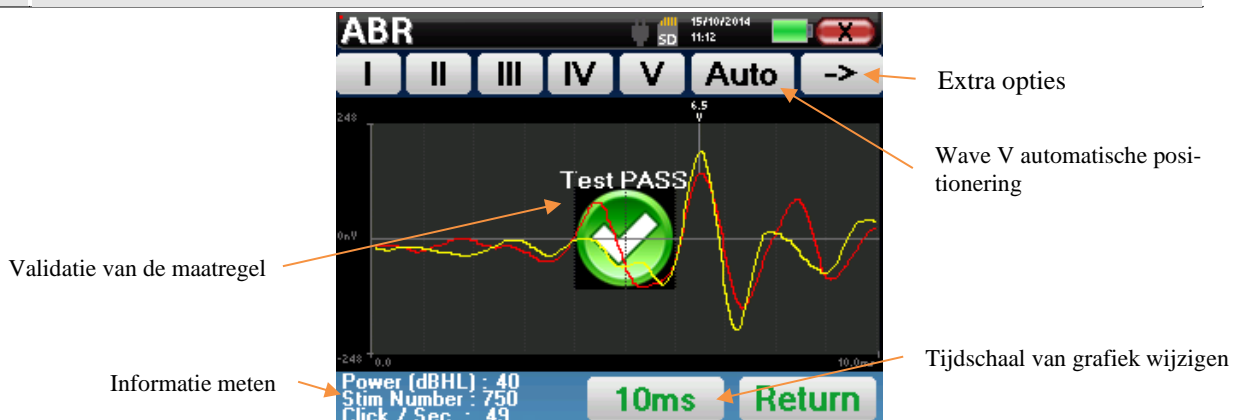 ABR
SD
15/10/2014
11:12
X
I II III IV V Auto ->
Extra opties
6.5
V
248
Wave V automatische posi-
tionering
Test PASS
0nV
Validatie van de maatregel
-248
0.0
10.0ms
Tijdschaal van grafiek wijzigen
Informatie meten
Power (dBHL) : 40
Stim Number : 750
Click / Sec. : 49
10ms
Return